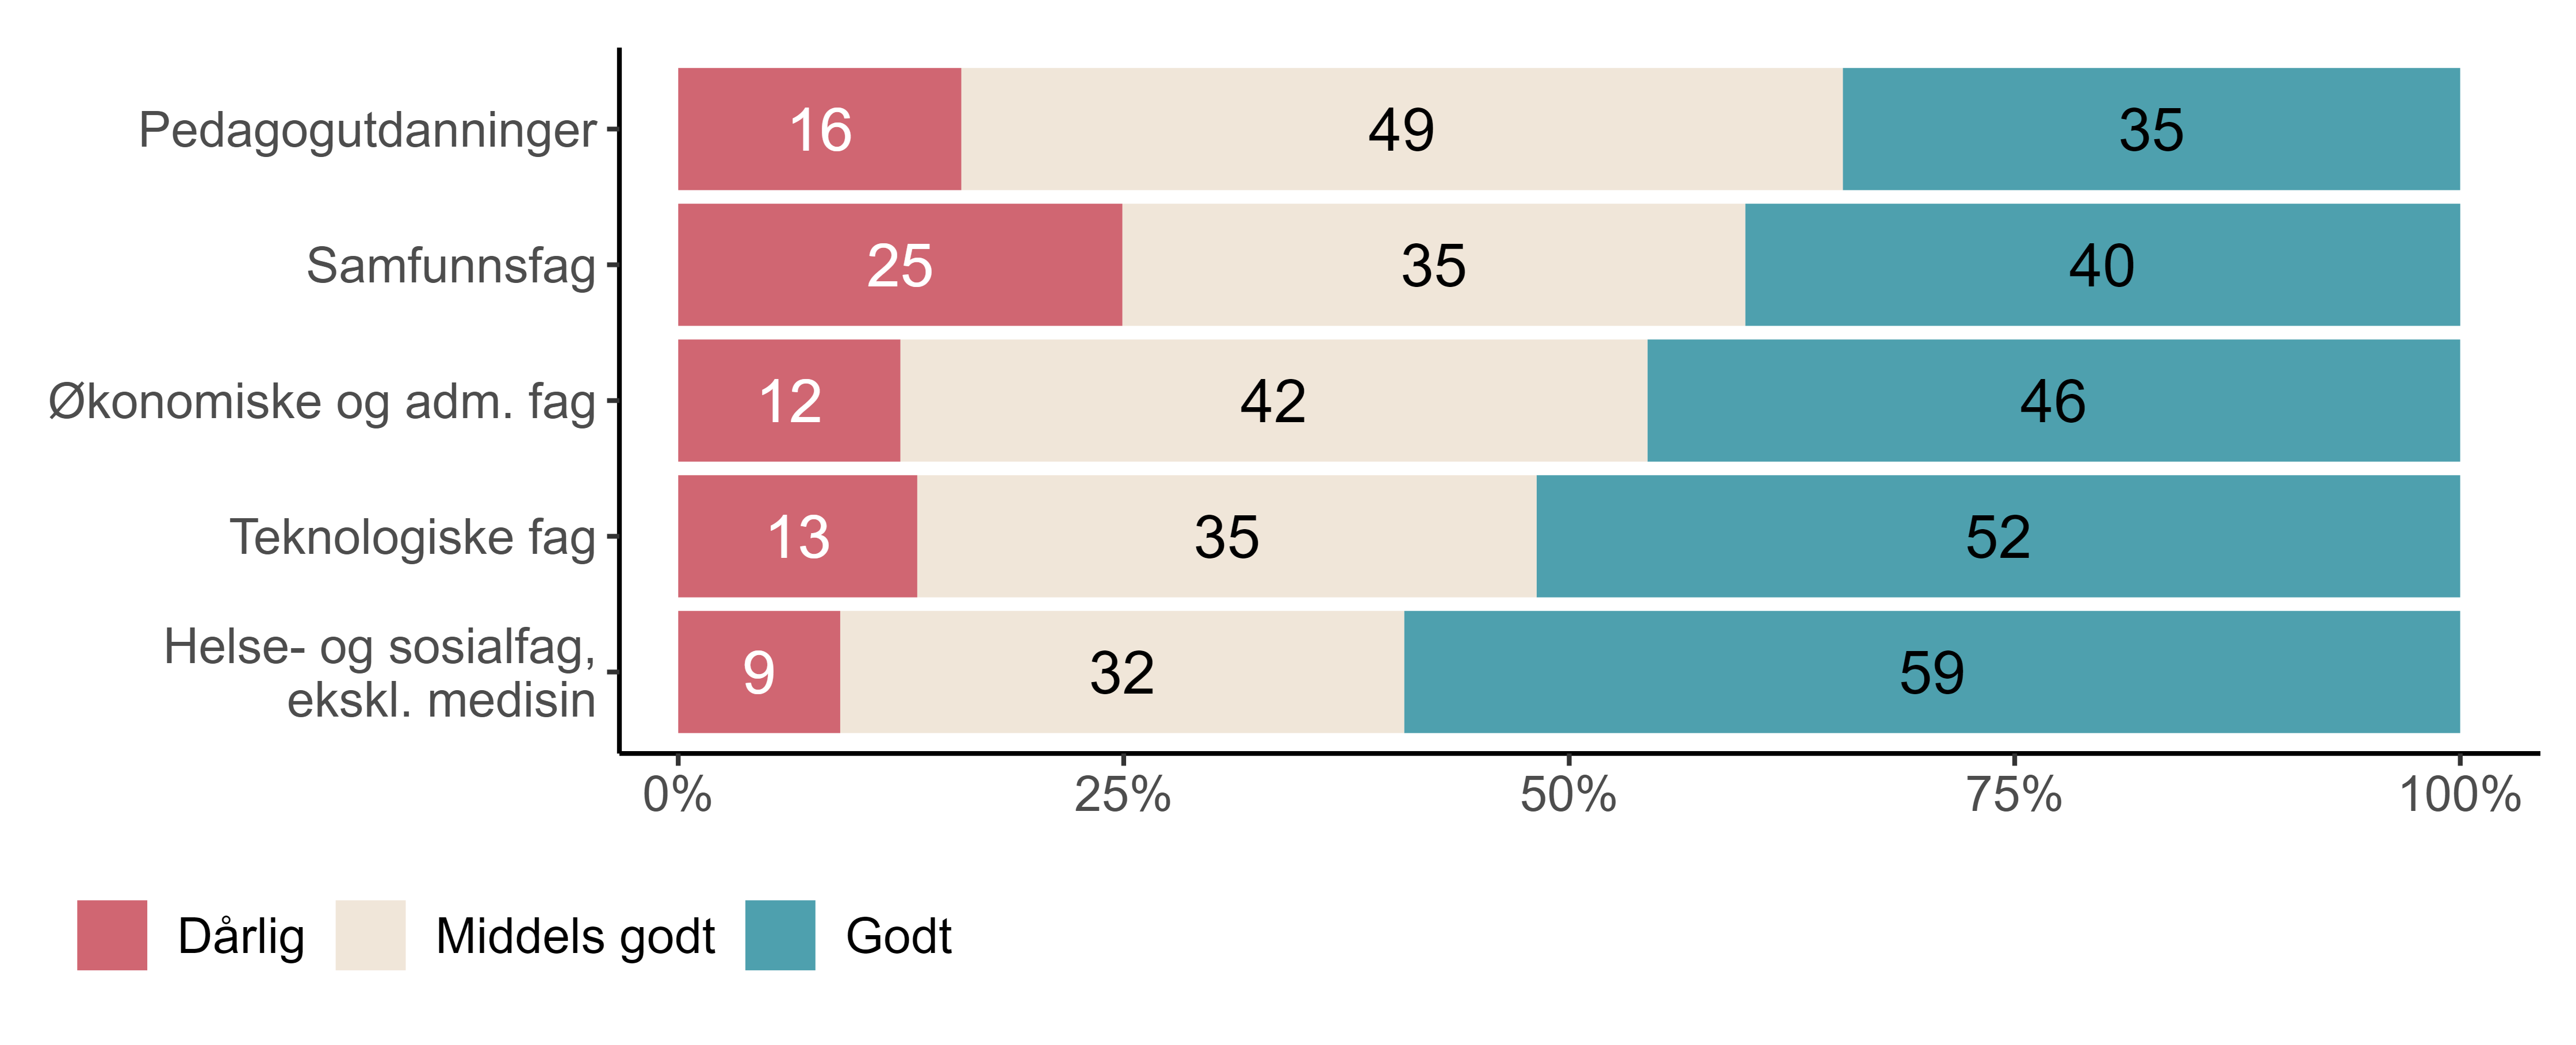 Pedagogutdanninger 16 49 35
Samfunnsfag 25 35 40
Økonomiske og adm. fag 12 42 46
Teknologiske fag 13 35 52
Helse- og sosialfag,
ekskl. medisin 9 32 59
0% 25% 50% 75% 100%
Dårlig Middels godt Godt